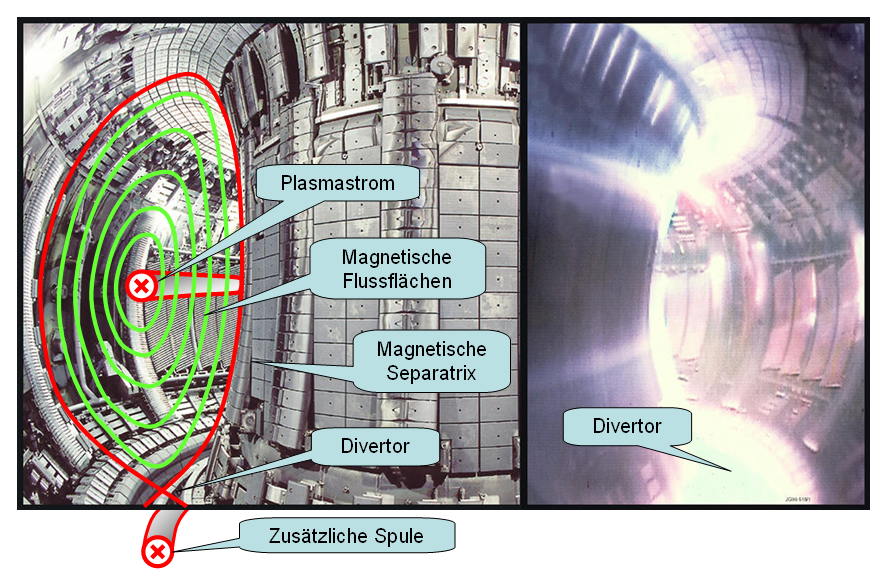 Plasmastrom
Magnetische
Flussflächen
Magnetische
Separatrix
Divertor
Zusätzliche Spule
Divertor